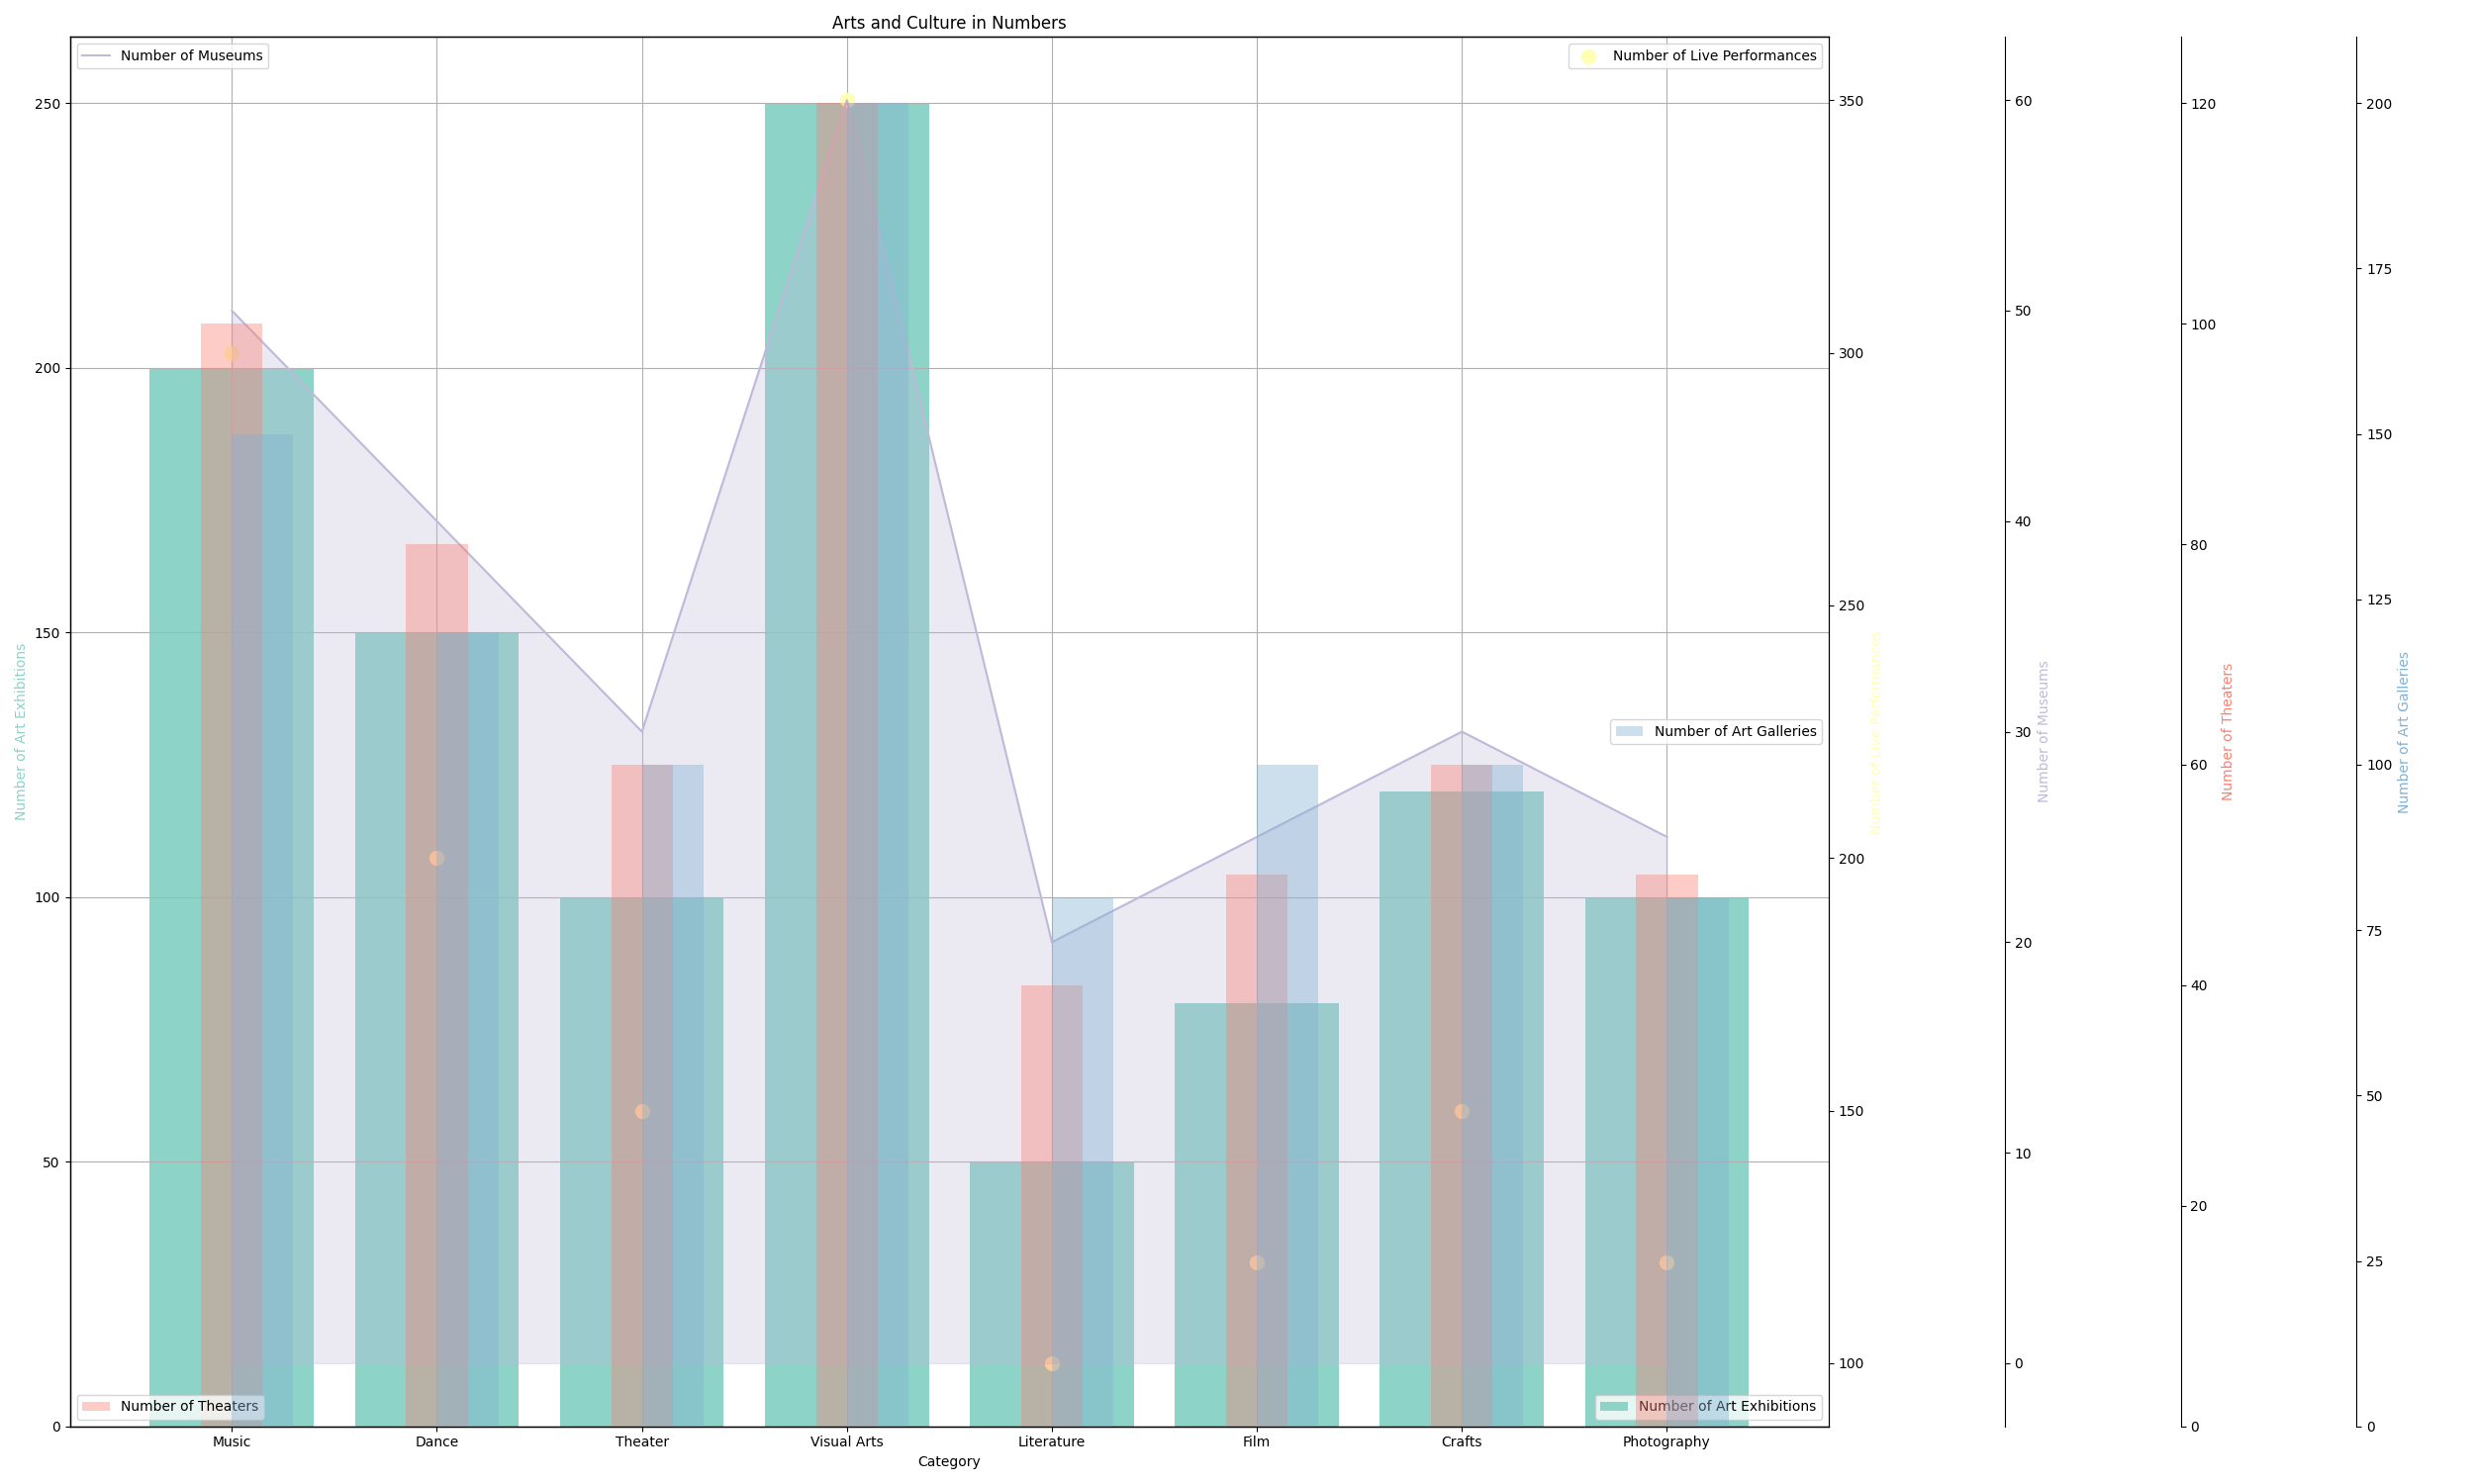 Arts and Culture in Numbers
Number of Museums
Number of Live Performances
Number of Art Galleries
Number of Theaters
Number of Art Exhibitions
Number of Art Exhibitions
250
200
150
100
50
0
Music
Dance
Theater
Visual Arts
Literature
Film
Crafts
Photography
Category
350
300
250
200
150
100
Number of Live Performances
60
50
40
30
20
10
0
Number of Museums
120
100
80
60
40
20
0
Number of Theaters
200
175
150
125
100
75
50
25
0
Number of Art Galleries